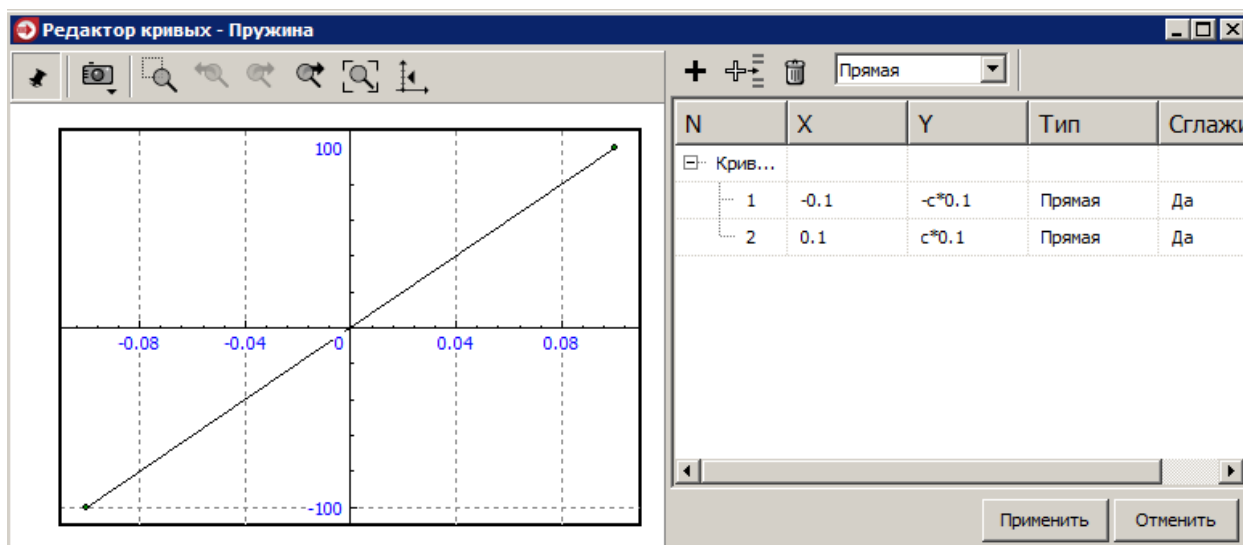 Редактор кривых - Пружина
Прямая
N X Y Тип Сглажи
Крив...
1 -0.1 -c*0.1 Прямая Да
2 0.1 c*0.1 Прямая Да
100
-0.08 -0.04 0 0.04 0.08
-100
Применить Отменить